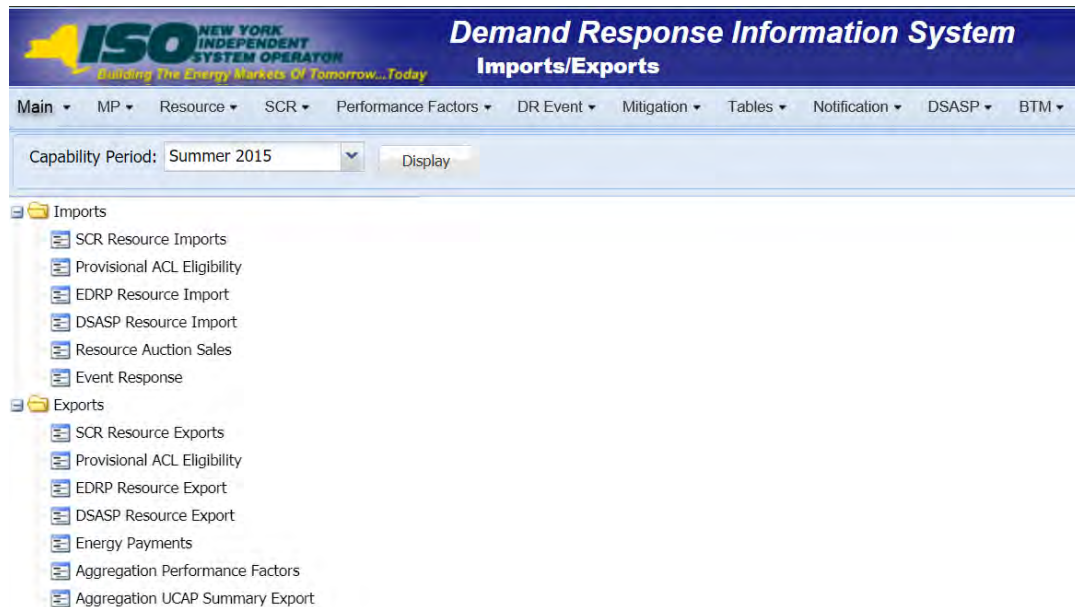 ISO NEW YORK
INDEPENDENT
SYSTEM OPERATOR
Building The Energy Markets Of Tomorrow...Today
Demand Response Information System
Imports/Exports
Main MP Resource SCR Performance Factors DR Event Mitigation Tables Notification DSASP BTM
Capability Period: Summer 2015 Display
Imports
SCR Resource Imports
Provisional ACL Eligibility
EDRP Resource Import
DSASP Resource Import
Resource Auction Sales
Event Response
Exports
SCR Resource Exports
Provisional ACL Eligibility
EDRP Resource Export
DSASP Resource Export
Energy Payments
Aggregation Performance Factors
Aggregation UCAP Summary Export